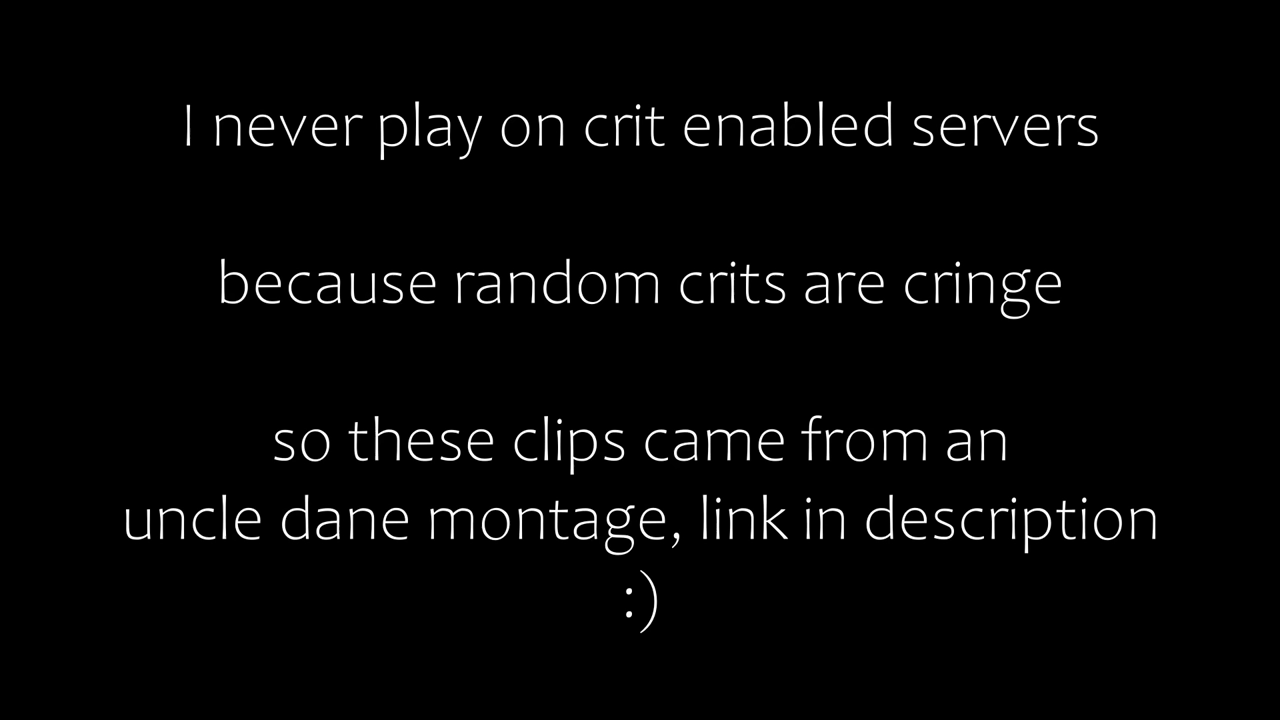 I never play on crit enabled servers
because random crits are cringe
so these clips came from an
uncle dane montage, link in description
:)